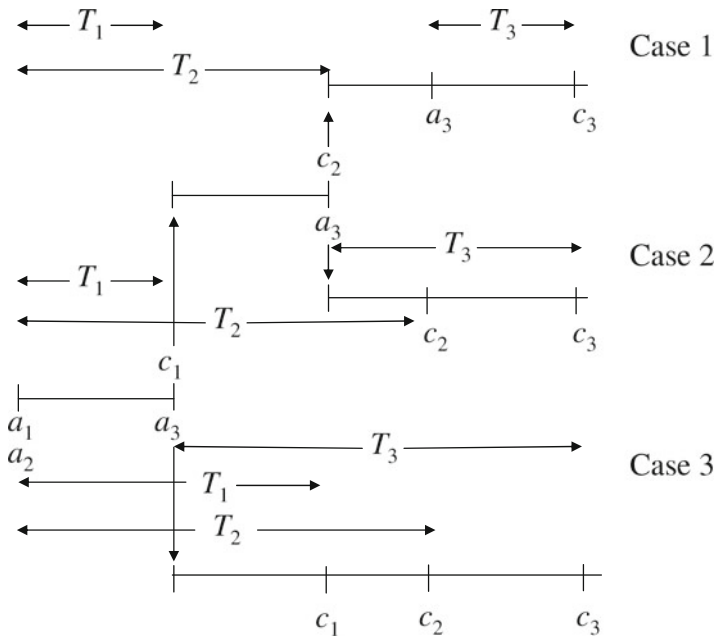 T₁ T₃ Case 1
T₂
a₃ c₃
c₂
a₃
T₃ Case 2
T₁
T₂ c₂ c₃
c₁
a₁ a₃
a₂ T₃ Case 3
T₁
T₂
c₁ c₂ c₃